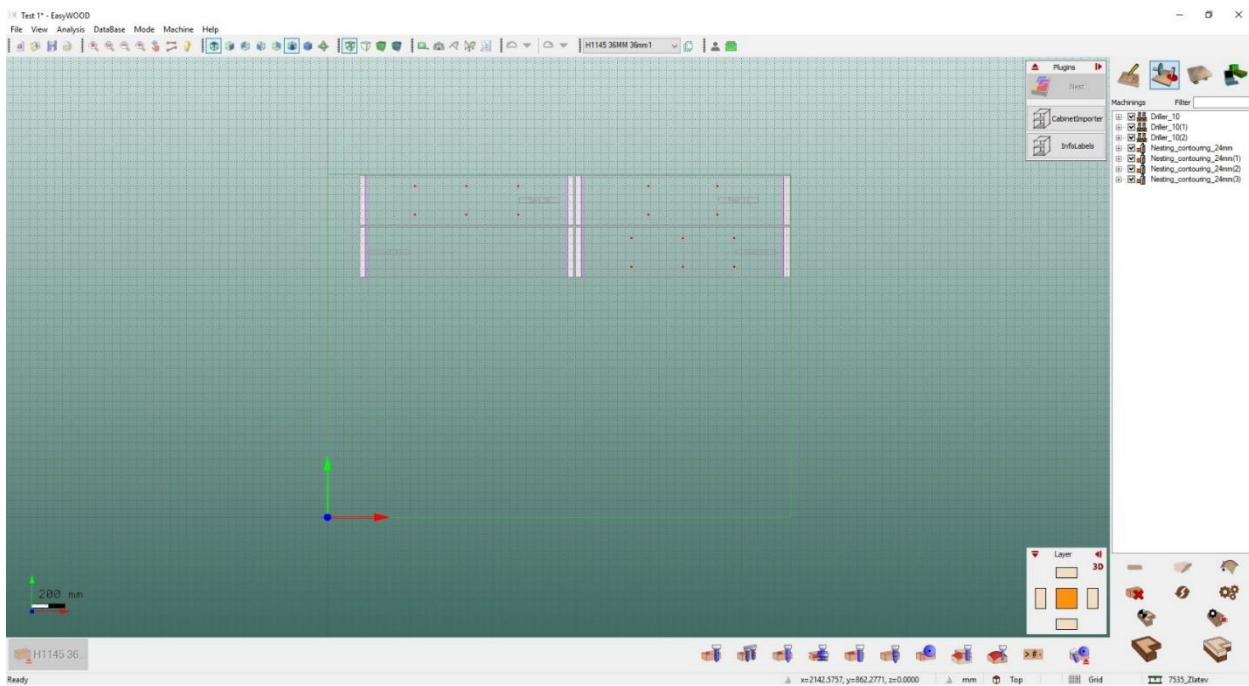 Test 1* - EasyWOOD
File View Analysis DataBase Mode Machine Help
H1145 36MM 36mm1
Plugins
Nest
CabinetImporter
InfoLabels
Machinings Filter
Driller_10
Driller_10(1)
Driller_10(2)
Nesting_contouring_24mm
Nesting_contouring_24mm(1)
Nesting_contouring_24mm(2)
Nesting_contouring_24mm(3)
Layer
3D
200 mm
H1145 36...
Ready x=2142.5757, y=862.2771, z=0.0000 mm Top Grid 7535_Zlatev